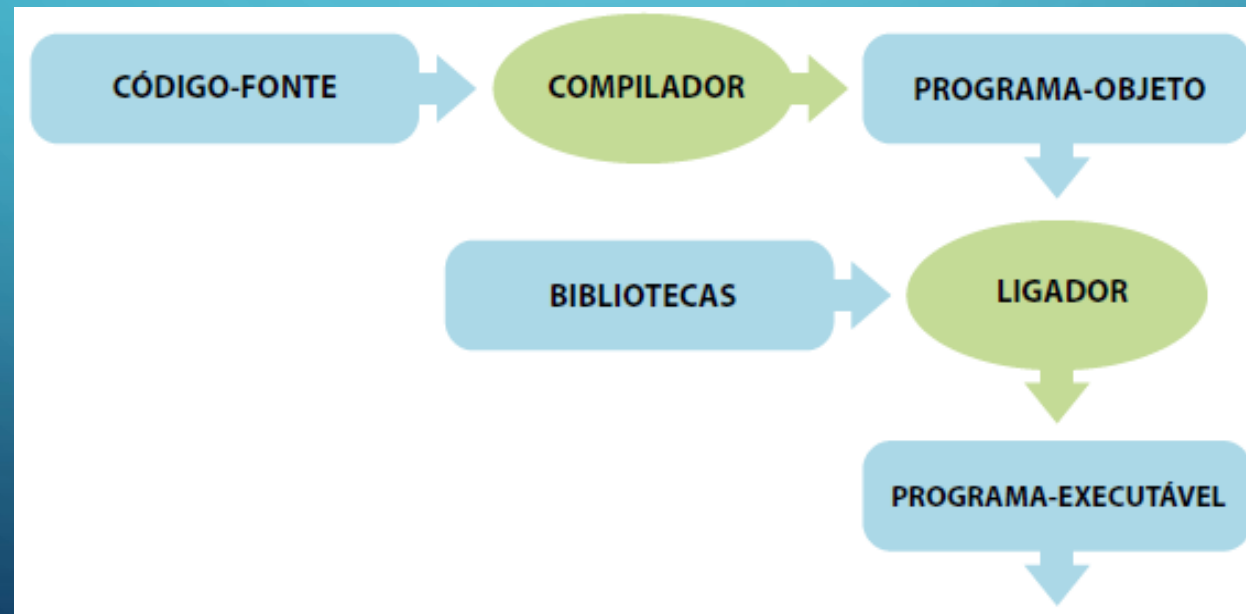 CÓDIGO-FONTE
COMPILADOR
PROGRAMA-OBJETO
BIBLIOTECAS
LIGADOR
PROGRAMA-EXECUTÁVEL